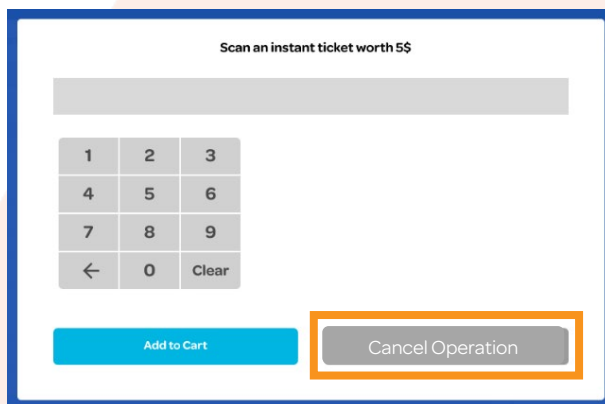 Scan an instant ticket worth 5$
1 2 3
4 5 6
7 8 9
← 0 Clear
Add to Cart Cancel Operation